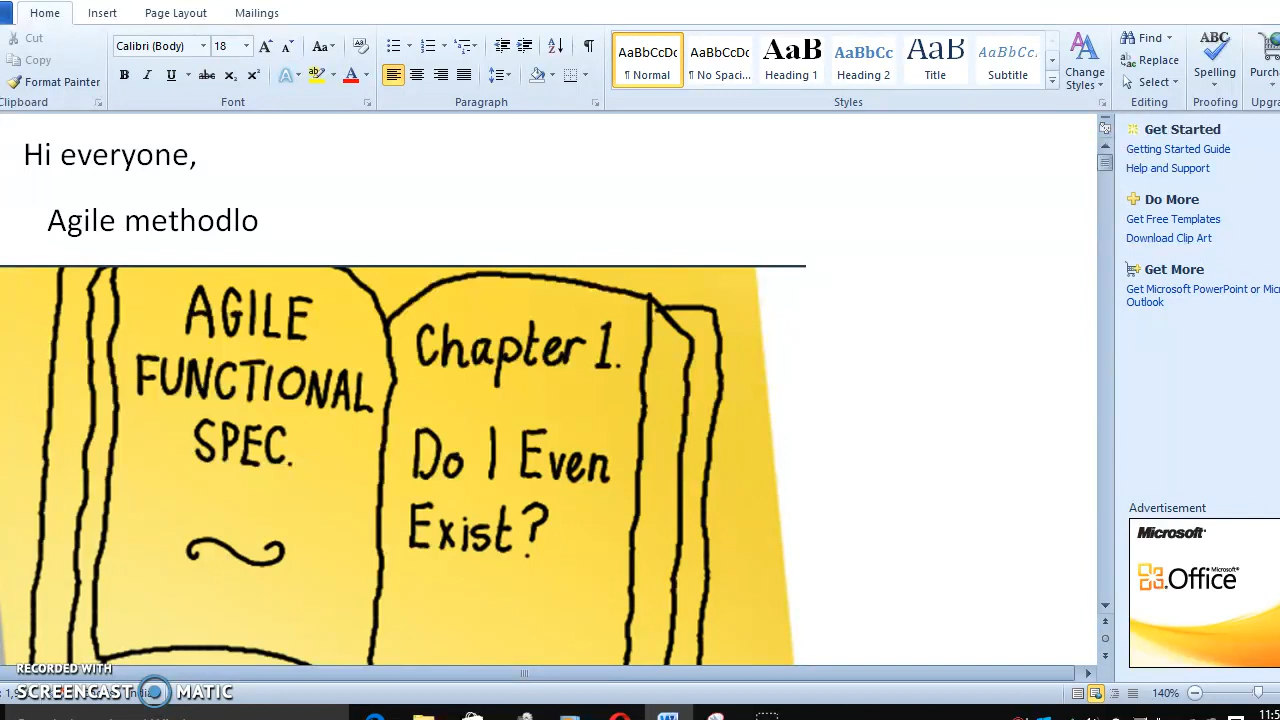 Home Insert Page Layout Mailings
Cut
Copy
Format Painter
Clipboard
Calibri (Body) 18
Font
Paragraph
AaBbCcDc AaBbCcDc AaB AaBbCc AaB AaBbCc.
¶ Normal ¶ No Spaci... Heading 1 Heading 2 Title Subtitle
Change
Styles
Styles
Find
Replace
Select
Editing
ABC
Spelling
Proofing
Hi everyone,
Agile methodlo
AGILE
FUNCTIONAL
SPEC.
Chapter 1.
Do I Even
Exist?
Get Started
Getting Started Guide
Help and Support
Do More
Get Free Templates
Download Clip Art
Get More
Get Microsoft PowerPoint or Mic
Outlook
Advertisement
Microsoft®
Microsoft®
Office
RECORDED WITH
SCREENCAST MATIC
140%